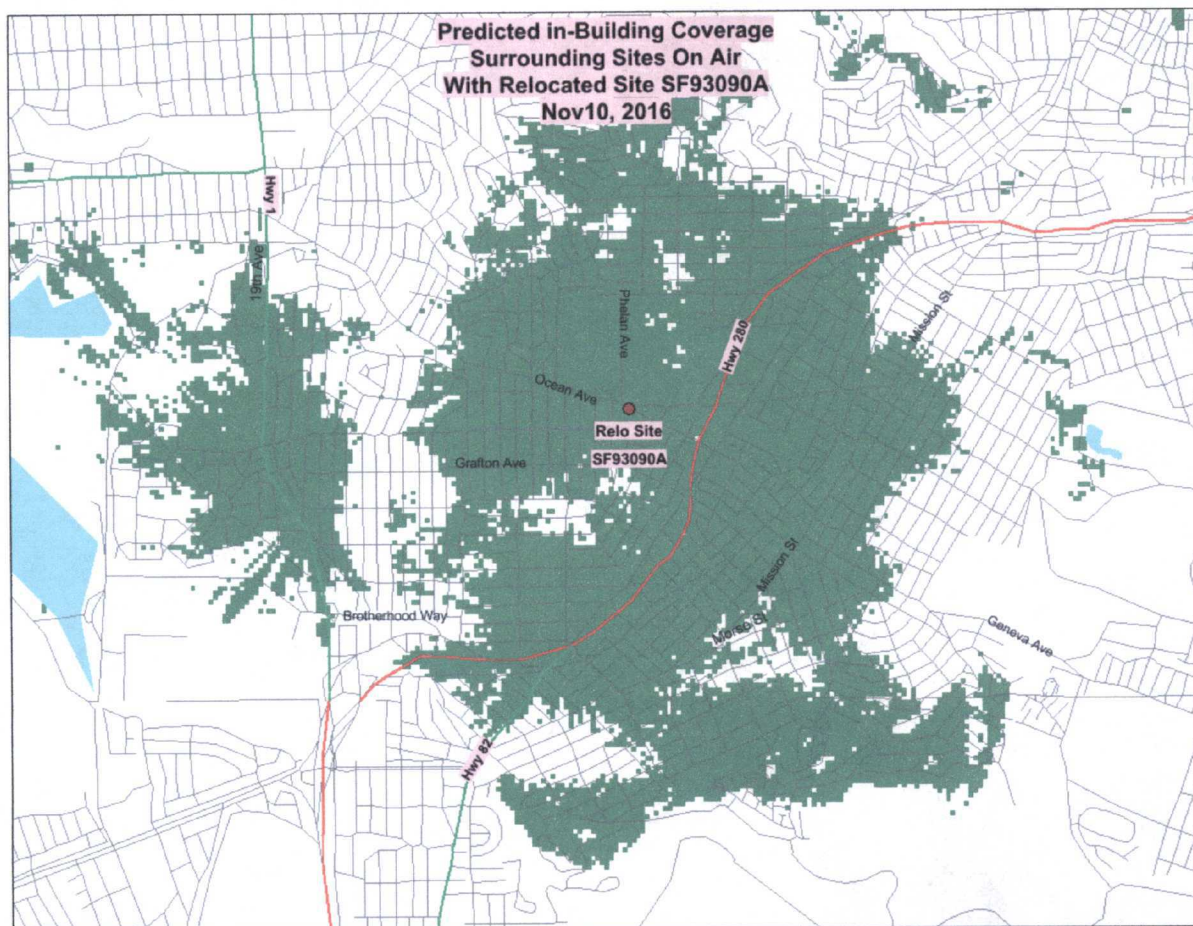 Predicted in-Building Coverage
Surrounding Sites On Air
With Relocated Site SF93090A
Nov10, 2016
Hwy 1
19th Ave
Phelan Ave
Mission St
Hwy 280
Ocean Ave
Relo Site
SF93090A
Grafton Ave
Mission St
Brotherhood Way
Morse St
Geneva Ave
Hwy 82